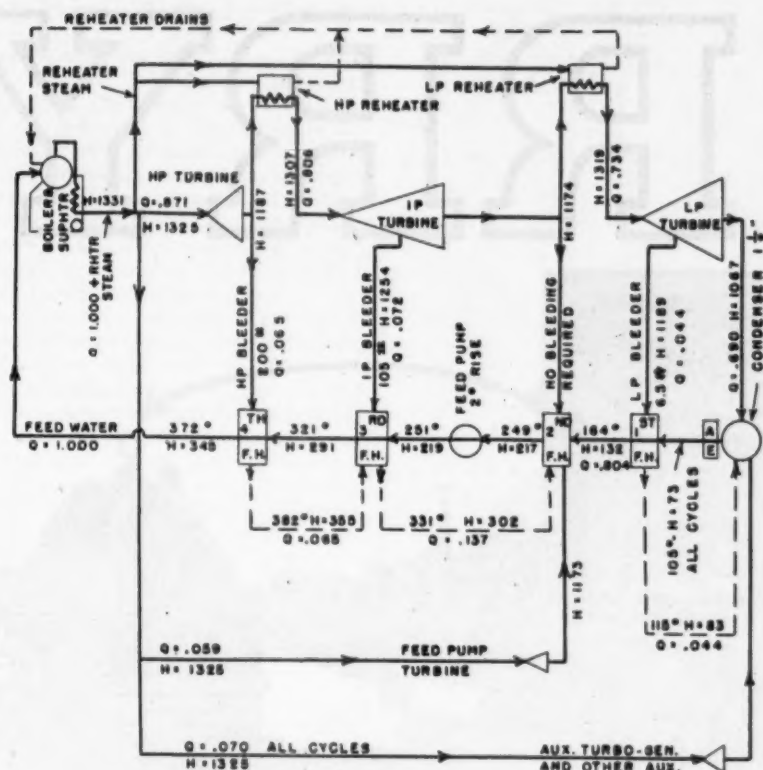 REHEATER DRAINS
REHEATER
STEAM
LP REHEATER
HP REHEATER
BOILER &
SUPHTR
H=1331
Q=1.000 + RHTR
STEAM
HP TURBINE
Q=.871
H=1325
H=1187
H=1307
Q=.806
IP
TURBINE
H=1174
H=1319
Q=.734
LP
TURBINE
HP BLEEDER
200#
Q=.065
IP BLEEDER
105# H=1254
Q=.072
FEED PUMP
2° RISE
NO BLEEDING
REQUIRED
LP BLEEDER
6.3# H=1189
Q=.044
Q=.690 H=1067
CONDENSER
FEED WATER
Q=1.000
372°
H=345
4TH
F.H.
321°
H=291
3RD
F.H.
251°
H=219
249°
H=217
2ND
F.H.
164°
H=132
Q=.804
1ST
F.H.
A
E
105° H=73
ALL CYCLES
382° H=355
Q=.065
331° H=302
Q=.137
115° H=83
Q=.044
H=1173
Q=.059
H=1325
FEED PUMP
TURBINE
Q=.070 ALL CYCLES
H=1325
AUX. TURBO-GEN.
AND OTHER AUX.